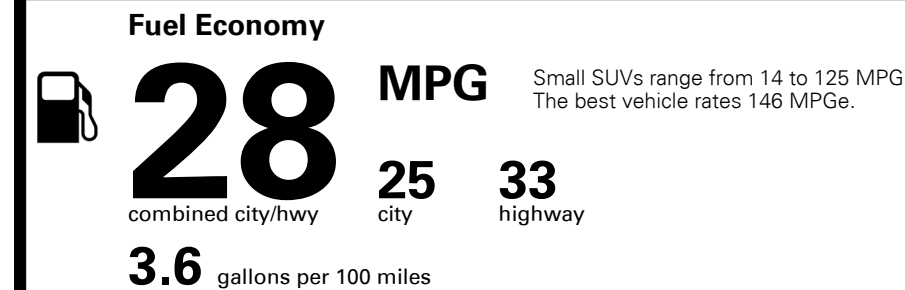 Fuel Economy
28 MPG
Small SUVs range from 14 to 125 MPG
The best vehicle rates 146 MPGe.
25 33
combined city/hwy city highway
3.6 gallons per 100 miles